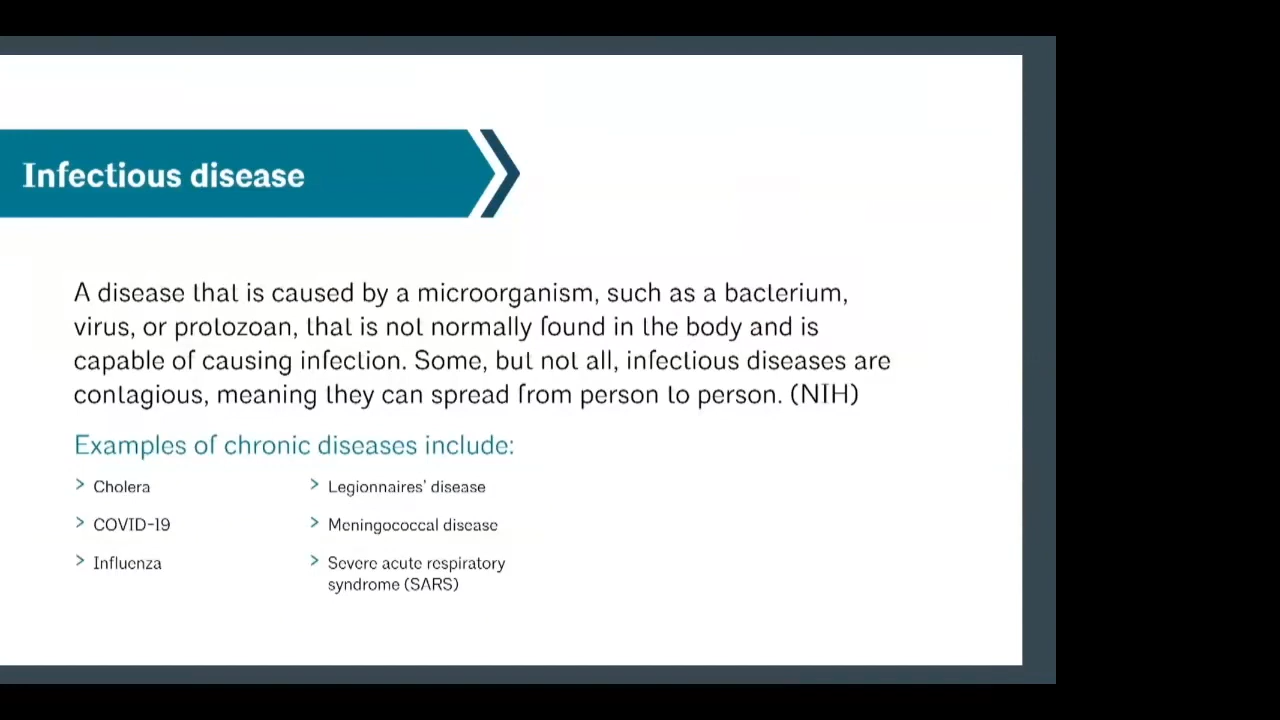 Infectious disease
A disease that is caused by a microorganism, such as a bacterium,
virus, or protozoan, that is not normally found in the body and is
capable of causing infection. Some, but not all, infectious diseases are
contagious, meaning they can spread from person to person. (NIH)
Examples of chronic diseases include:
> Cholera
> COVID-19
> Influenza
> Legionnaires' disease
> Meningococcal disease
> Severe acute respiratory
syndrome (SARS)